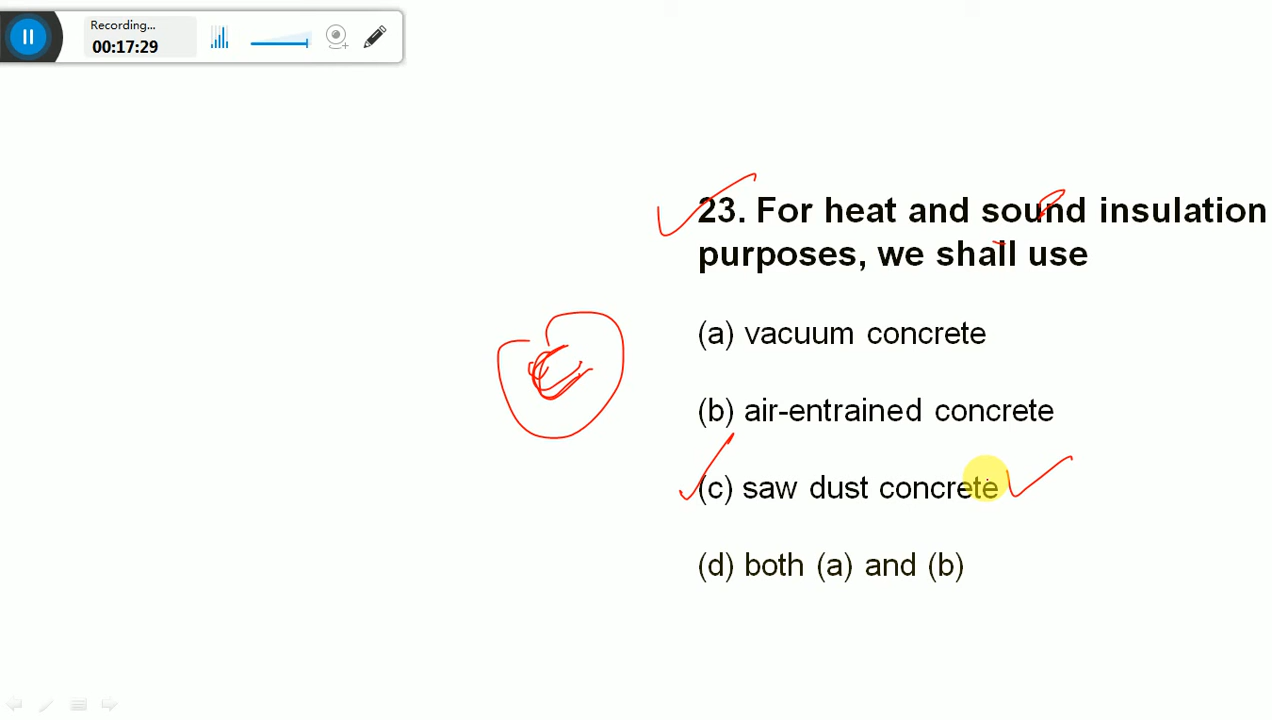 Recording...
00:17:29
23. For heat and sound insulation
purposes, we shall use
(a) vacuum concrete
(b) air-entrained concrete
(c) saw dust concrete
(d) both (a) and (b)